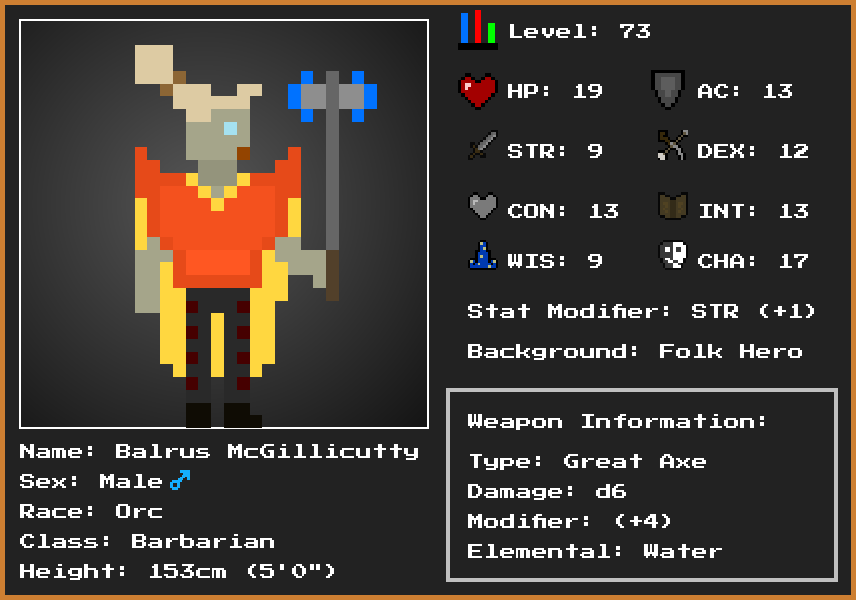 Level: 73
HP: 19 AC: 13
STR: 9 DEX: 12
CON: 13 INT: 13
WIS: 9 CHA: 17
Stat Modifier: STR (+1)
Background: Folk Hero
Weapon Information:
Type: Great Axe
Damage: d6
Modifier: (+4)
Elemental: Water
Name: Balrus McGillicutty
Sex: Male ♂
Race: Orc
Class: Barbarian
Height: 153cm (5'0")